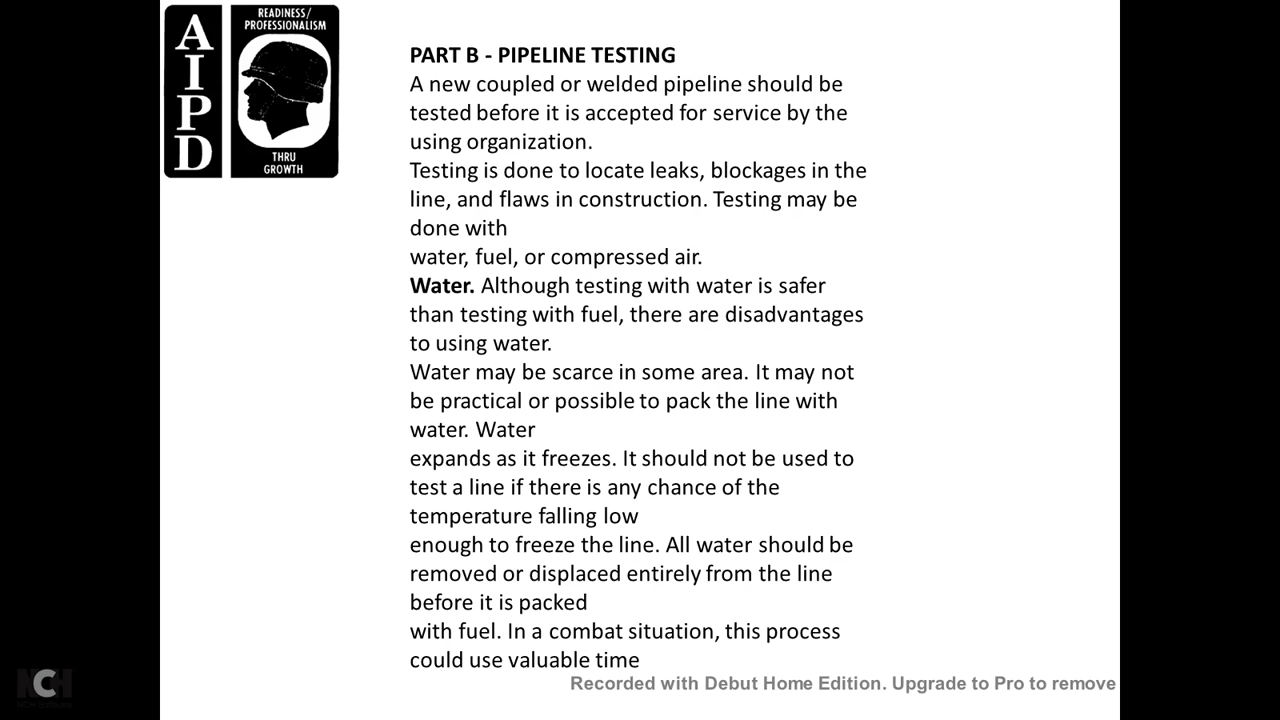 AIPD
READINESS/
PROFESSIONALISM
THRU
GROWTH
PART B - PIPELINE TESTING
A new coupled or welded pipeline should be
tested before it is accepted for service by the
using organization.
Testing is done to locate leaks, blockages in the
line, and flaws in construction. Testing may be
done with
water, fuel, or compressed air.
Water. Although testing with water is safer
than testing with fuel, there are disadvantages
to using water.
Water may be scarce in some area. It may not
be practical or possible to pack the line with
water. Water
expands as it freezes. It should not be used to
test a line if there is any chance of the
temperature falling low
enough to freeze the line. All water should be
removed or displaced entirely from the line
before it is packed
with fuel. In a combat situation, this process
could use valuable time
Recorded with Debut Home Edition. Upgrade to Pro to remove
NCH